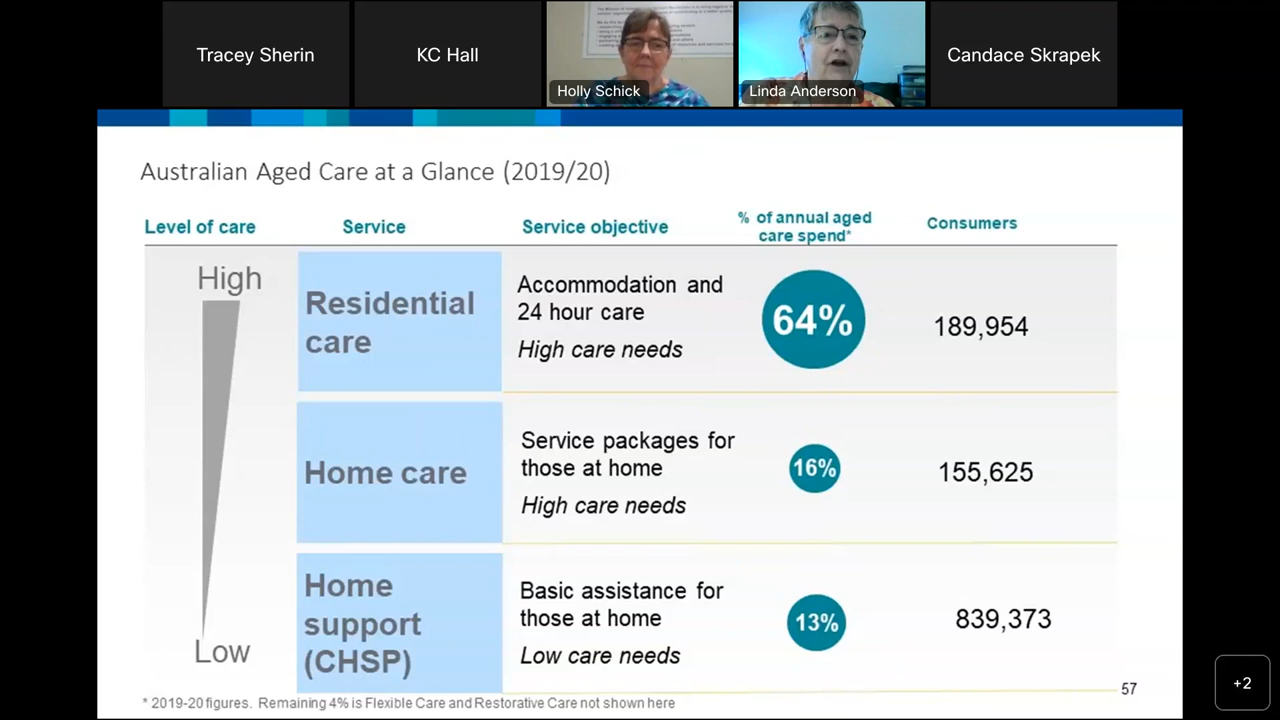 Tracey Sherin
KC Hall
Holly Schick
Linda Anderson
Candace Skrapek
Australian Aged Care at a Glance (2019/20)
Level of care
Service
Service objective
% of annual aged
care spend*
Consumers
High
Residential
care
Accommodation and
24 hour care
High care needs
64%
189,954
Home care
Service packages for
those at home
High care needs
16%
155,625
Home
support
(CHSP)
Basic assistance for
those at home
Low care needs
13%
839,373
Low
* 2019-20 figures. Remaining 4% is Flexible Care and Restorative Care not shown here
57
+2